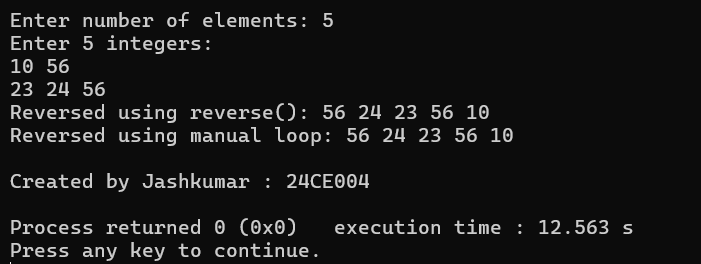 Enter number of elements: 5
Enter 5 integers:
10 56
23 24 56
Reversed using reverse(): 56 24 23 56 10
Reversed using manual loop: 56 24 23 56 10
Created by Jashkumar : 24CE004
Process returned 0 (0x0)   execution time : 12.563 s
Press any key to continue.